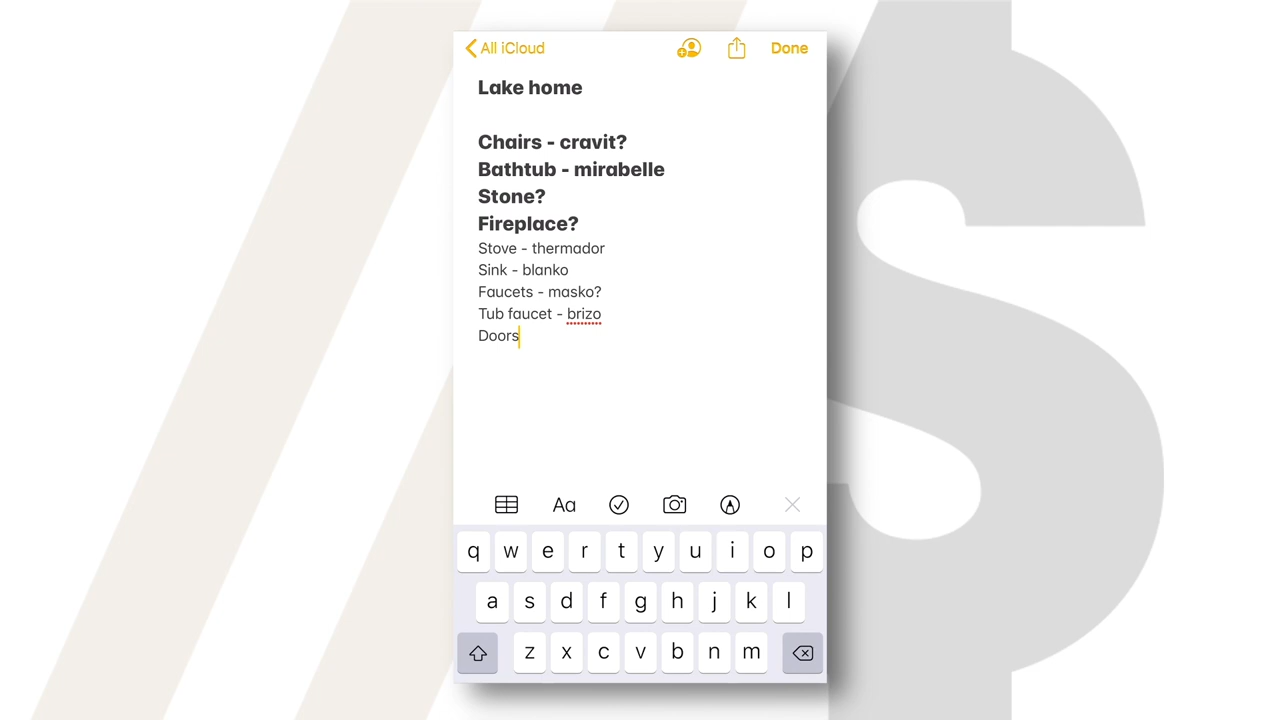 All iCloud
Done
Lake home
Chairs - cravit?
Bathtub - mirabelle
Stone?
Fireplace?
Stove - thermador
Sink - blanko
Faucets - masko?
Tub faucet - brizo
Doors
Aa
q w e r t y u i o p
a s d f g h j k l
z x c v b n m